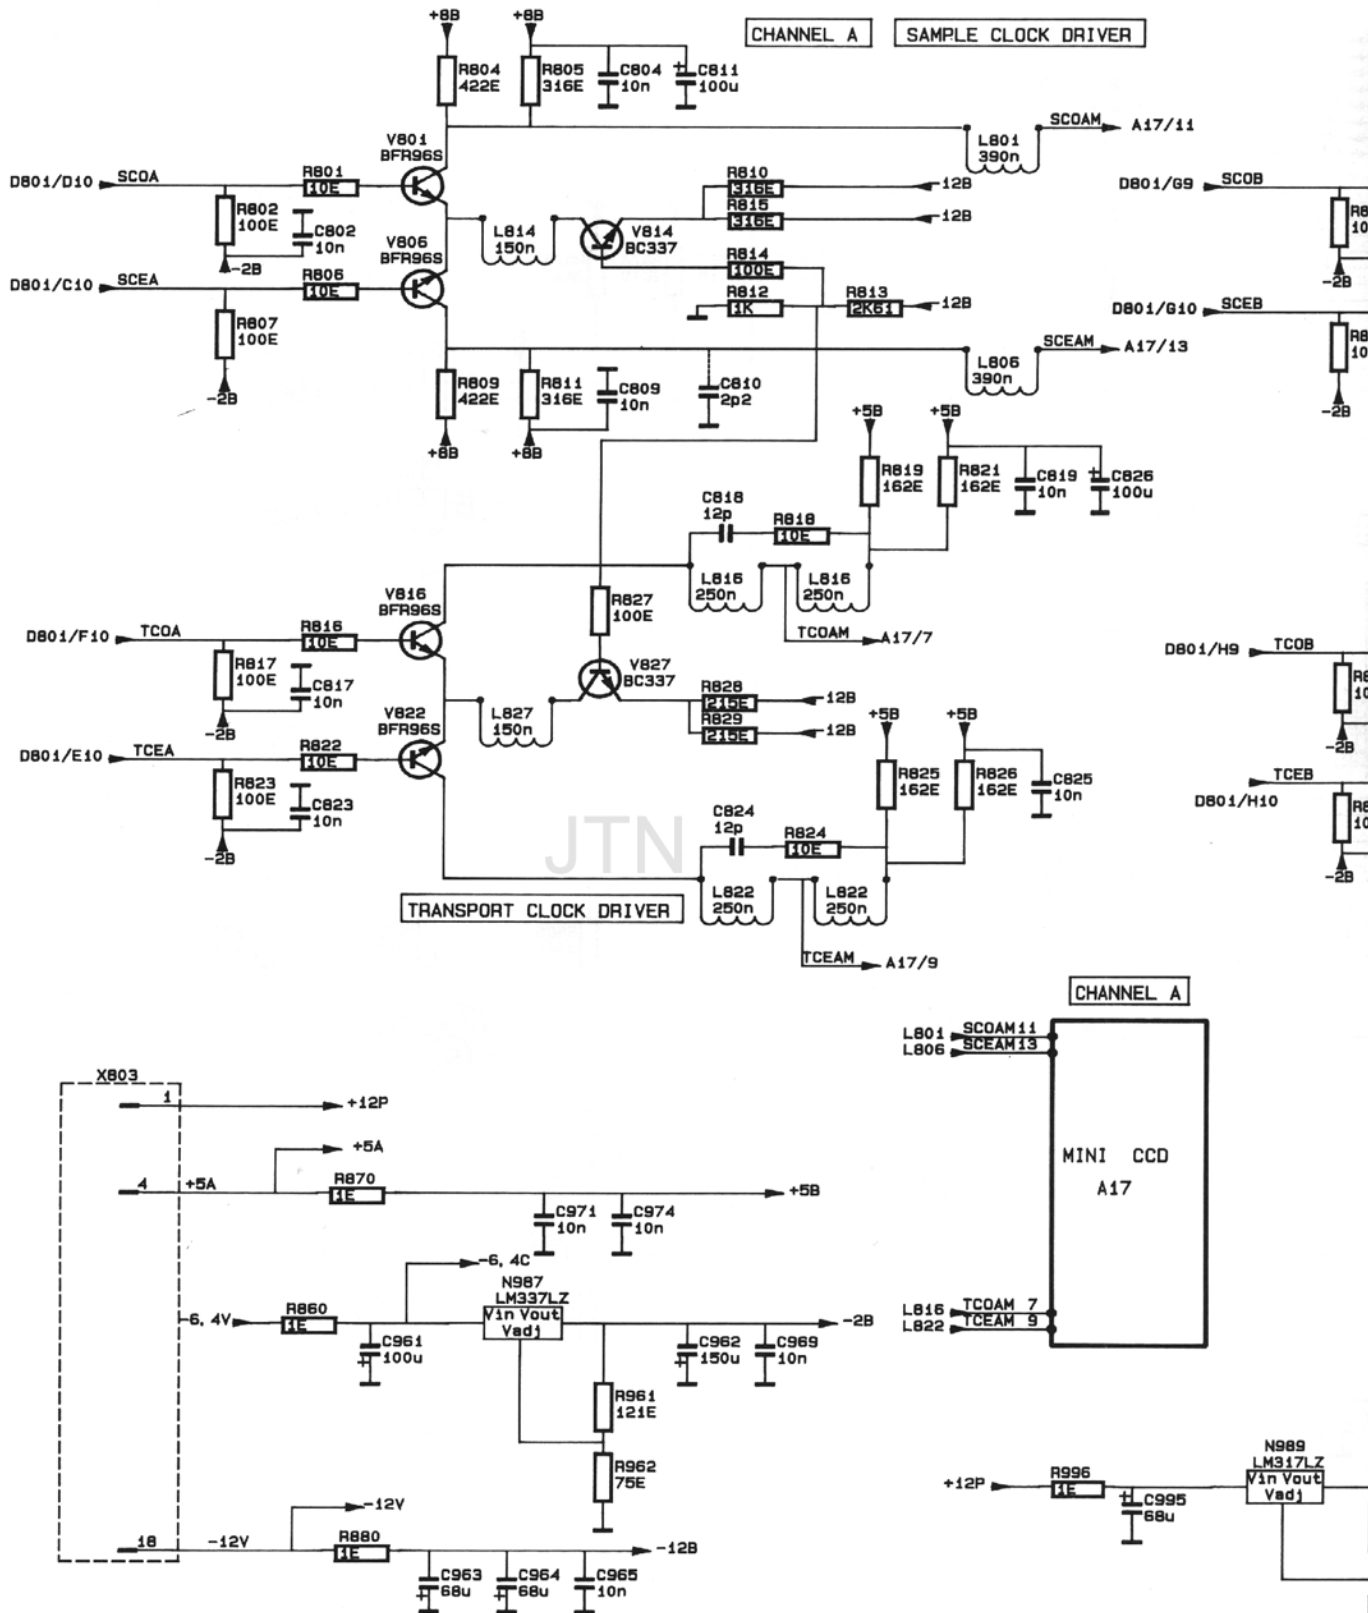 +8B
+8B
CHANNEL A
SAMPLE CLOCK DRIVER
R804
422E
R805
316E
C804
10n
C811
100u
V801
BFR96S
SCOAM
A17/11
L801
390n
D801/D10
SCOA
R801
10E
R802
100E
C802
10n
-2B
R810
316E
-12B
R815
316E
-12B
L814
150n
V814
BC337
V806
BFR96S
R814
100E
D801/C10
SCEA
R806
10E
R812
1K
R813
2K61
-12B
R807
100E
-2B
SCEAM
A17/13
L806
390n
R809
422E
R811
316E
C809
10n
C810
2p2
+8B
+8B
D801/G9
SCOB
-2B
D801/G10
SCEB
-2B
+5B
+5B
R819
162E
R821
162E
C819
10n
C826
100u
C818
12p
R818
10E
L816
250n
L816
250n
TCOAM
A17/7
V816
BFR96S
R827
100E
D801/F10
TCOA
R816
10E
R817
100E
C817
10n
-2B
V827
BC337
R828
215E
-12B
R829
215E
-12B
L827
150n
V822
BFR96S
D801/E10
TCEA
R822
10E
R823
100E
C823
10n
-2B
+5B
+5B
R825
162E
R826
162E
C825
10n
C824
12p
R824
10E
L822
250n
L822
250n
TCEAM
A17/9
D801/H9
TCOB
-2B
TCEB
D801/H10
-2B
JTN
TRANSPORT CLOCK DRIVER
CHANNEL A
L801
SCOAM
11
L806
SCEAM
13
MINI CCD
A17
L816
TCOAM
7
L822
TCEAM
9
X803
1
+12P
+5A
4
+5A
R870
1E
+5B
C971
10n
C974
10n
-6,4C
N987
LM337LZ
Vin Vout
Vadj
-6,4V
R860
1E
-2B
C961
100u
C962
150u
C969
10n
R961
121E
R962
75E
-12V
18
-12V
R880
1E
-12B
C963
68u
C964
68u
C965
10n
+12P
R996
1E
C995
68u
N989
LM317LZ
Vin Vout
Vadj